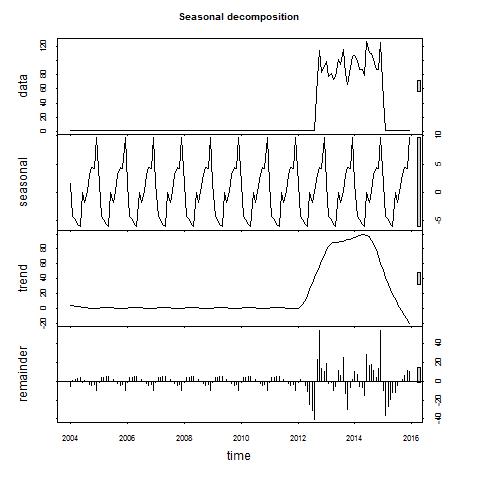 Seasonal decomposition
data
0 20 40 60 80 120
seasonal
-5 0 5 10
trend
-20 0 20 40 60 80
remainder
-40 -20 0 20 40
2004 2006 2008 2010 2012 2014 2016
time